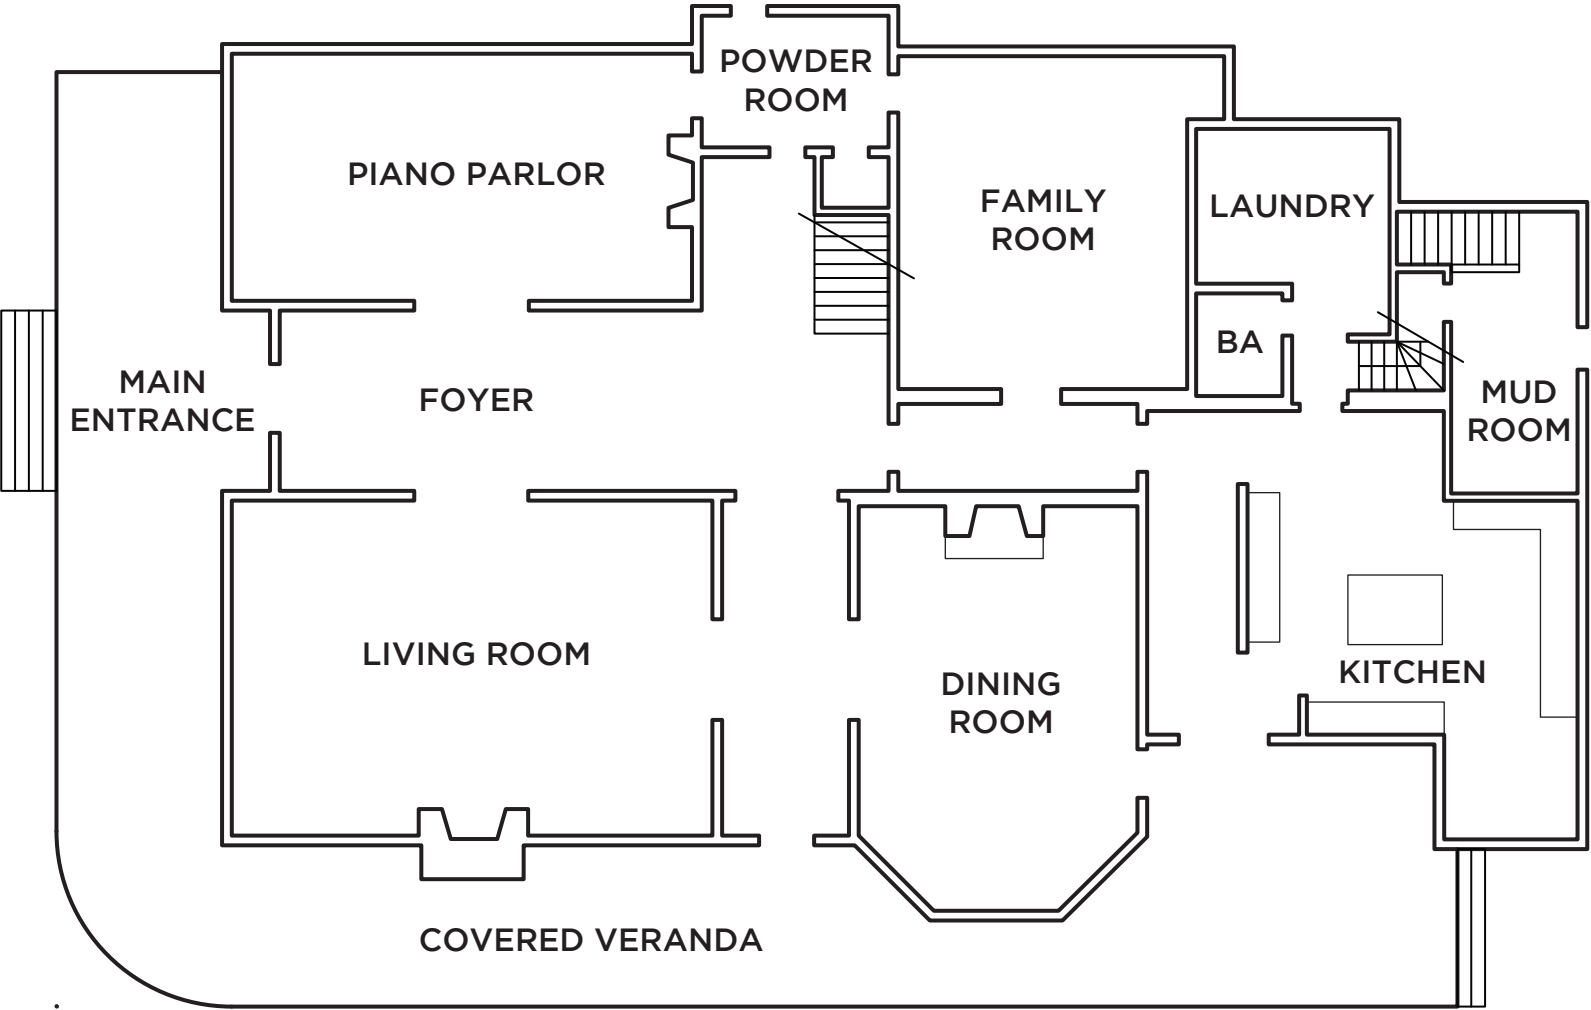 POWDER
ROOM
PIANO PARLOR
FAMILY
ROOM
LAUNDRY
BA
MAIN
ENTRANCE
FOYER
MUD
ROOM
LIVING ROOM
DINING
ROOM
KITCHEN
COVERED VERANDA